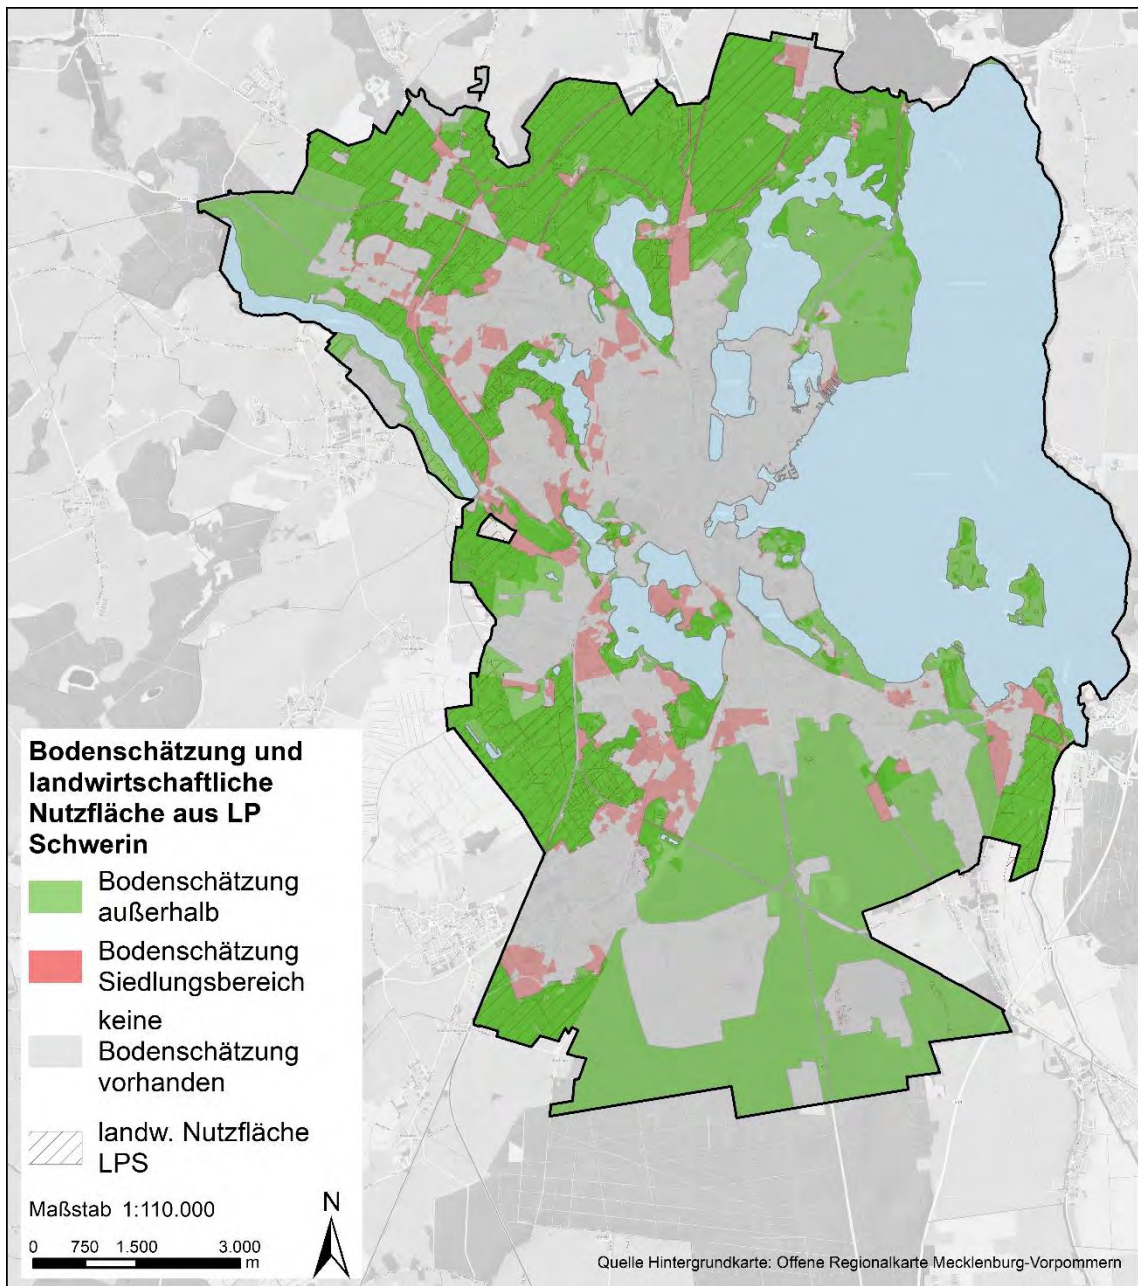 Bodenschätzung und
landwirtschaftliche
Nutzfläche aus LP
Schwerin
Bodenschätzung
außerhalb
Bodenschätzung
Siedlungsbereich
keine
Bodenschätzung
vorhanden
landw. Nutzfläche
LPS
Maßstab 1:110.000
N
0 750 1.500 3.000
m
Quelle Hintergrundkarte: Offene Regionalkarte Mecklenburg-Vorpommern